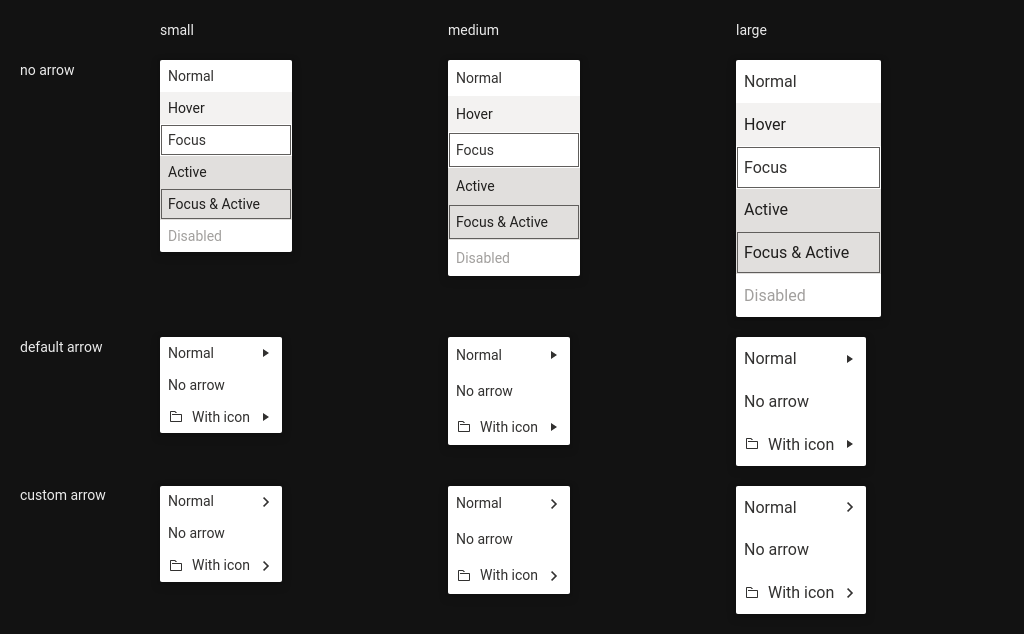 small medium large
no arrow
Normal Normal Normal
Hover Hover Hover
Focus Focus Focus
Active Active Active
Focus & Active Focus & Active Focus & Active
Disabled Disabled Disabled
default arrow
Normal Normal Normal
No arrow No arrow No arrow
With icon With icon With icon
custom arrow
Normal Normal Normal
No arrow No arrow No arrow
With icon With icon With icon